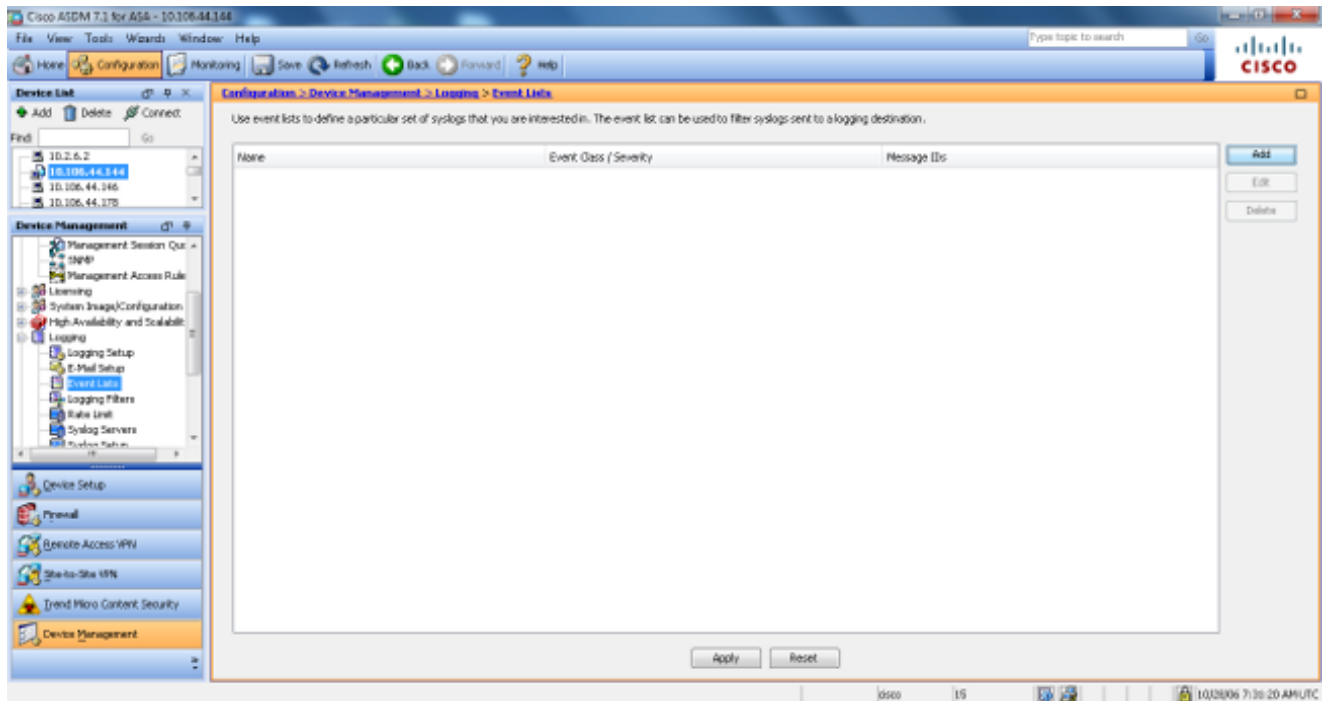 Cisco ASDM 7.1 for ASA - 10.106.44.144
File View Tools Wizards Window Help
Type topic to search
Go
Home
Configuration
Monitoring
Save
Refresh
Back
Forward
Help
CISCO
Device List
Add
Delete
Connect
Find:
Go
10.2.6.2
10.106.44.144
10.106.44.146
10.106.44.178
Device Management
Management Session Quo
SNMP
Management Access Rule
Licensing
System Image/Configuration
High Availability and Scalabilit
Logging
Logging Setup
E-Mail Setup
Event Lists
Logging Filters
Rate Limit
Syslog Servers
Syslog Setup
Device Setup
Firewall
Remote Access VPN
Site-to-Site VPN
Trend Micro Content Security
Device Management
Configuration > Device Management > Logging > Event Lists
Use event lists to define a particular set of syslogs that you are interested in. The event list can be used to filter syslogs sent to a logging destination.
Name
Event Class / Severity
Message IDs
Add
Edit
Delete
Apply
Reset
cisco
15
10/28/06 7:38:20 AM UTC